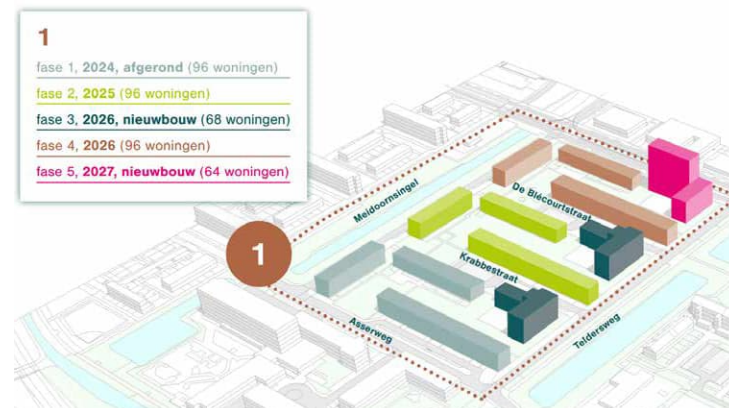 1
fase 1, 2024, afgerond (96 woningen)
fase 2, 2025 (96 woningen)
fase 3, 2026, nieuwbouw (68 woningen)
fase 4, 2026 (96 woningen)
fase 5, 2027, nieuwbouw (64 woningen)
Meidoornsingel
De Blécourtstraat
1
Krabbestraat
Asserweg
Teldersweg